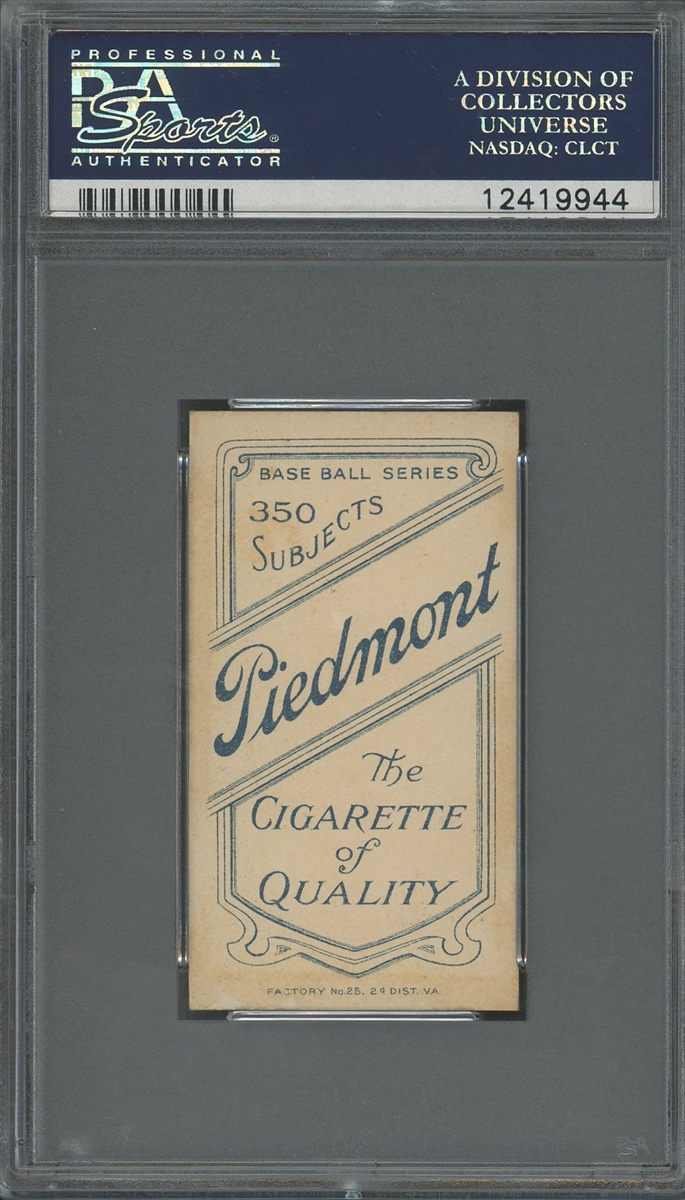 PROFESSIONAL
PSA
Sports®
AUTHENTICATOR
A DIVISION OF
COLLECTORS
UNIVERSE
NASDAQ: CLCT
12419944
BASE BALL SERIES
350
SUBJECTS
Piedmont
The
CIGARETTE
of
QUALITY
FACTORY No.25, 2d DIST. VA.
PSA